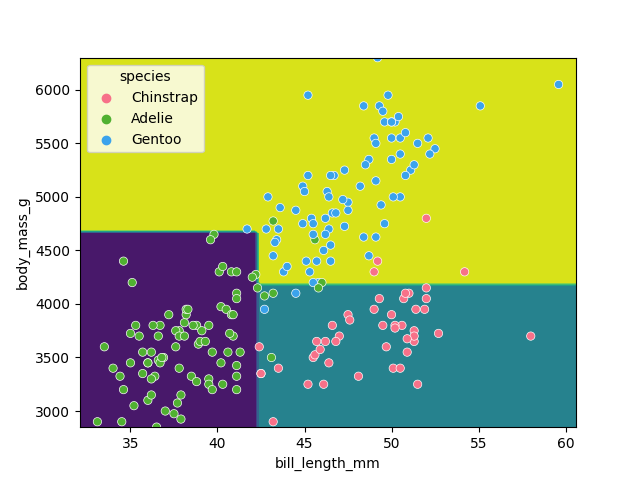 species
Chinstrap
Adelie
Gentoo
6000
5500
5000
4500
4000
3500
3000
body_mass_g
35 40 45 50 55 60
bill_length_mm